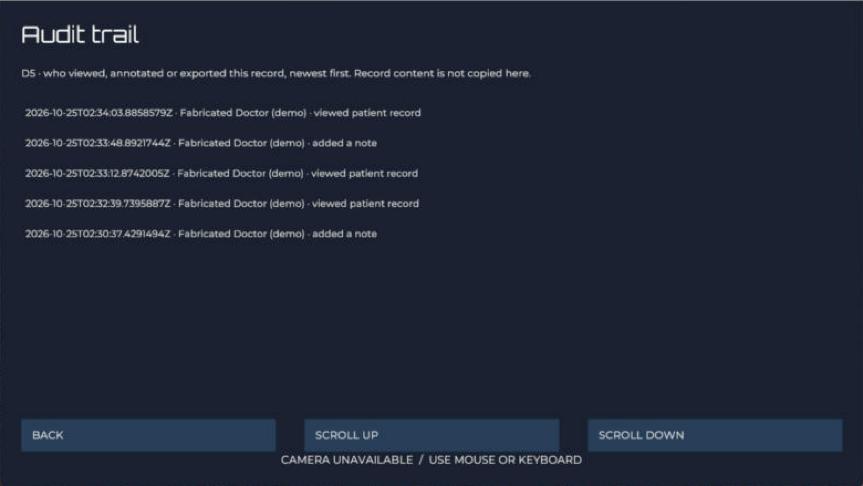 Audit trail
D5 · who viewed, annotated or exported this record, newest first. Record content is not copied here.
2026-10-25T02:34:03.8858579Z · Fabricated Doctor (demo) · viewed patient record
2026-10-25T02:33:48.8921744Z · Fabricated Doctor (demo) · added a note
2026-10-25T02:33:12.8742005Z · Fabricated Doctor (demo) · viewed patient record
2026-10-25T02:32:39.7395887Z · Fabricated Doctor (demo) · viewed patient record
2026-10-25T02:30:37.4291494Z · Fabricated Doctor (demo) · added a note
BACK
SCROLL UP
SCROLL DOWN
CAMERA UNAVAILABLE / USE MOUSE OR KEYBOARD